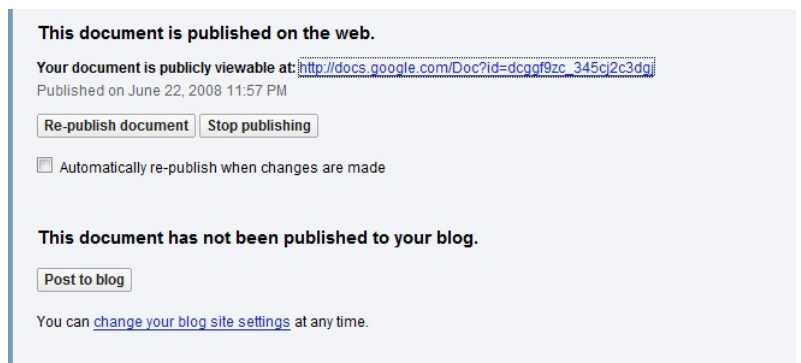 This document is published on the web.
Your document is publicly viewable at: http://docs.google.com/Doc?id=dcggf9zc_345cj2c3dgj
Published on June 22, 2008 11:57 PM
Re-publish document Stop publishing
Automatically re-publish when changes are made
This document has not been published to your blog.
Post to blog
You can change your blog site settings at any time.